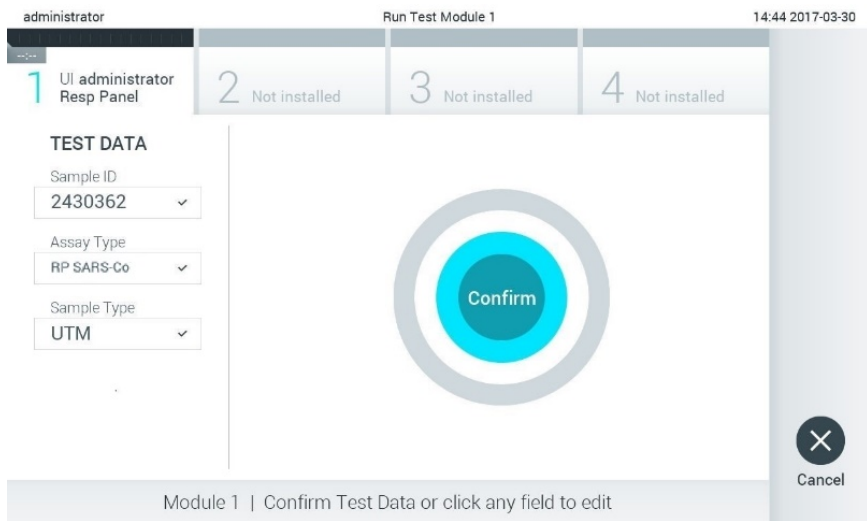 administrator Run Test Module 1 14:44 2017-03-30
--:--
1 UI administrator
Resp Panel
2 Not installed
3 Not installed
4 Not installed
TEST DATA
Sample ID
2430362
Assay Type
RP SARS-Co
Sample Type
UTM
Confirm
Cancel
Module 1 | Confirm Test Data or click any field to edit